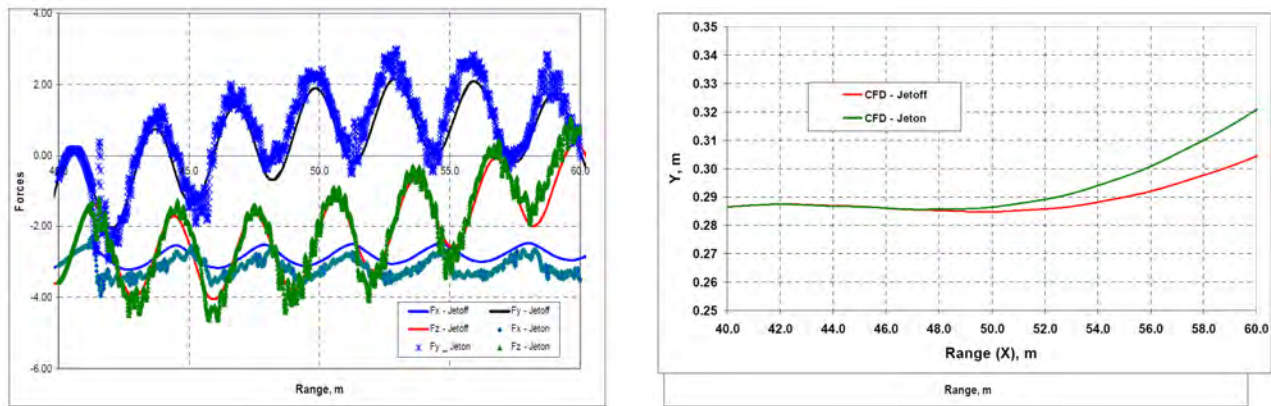 4.00
2.00
0.00
-2.00
-4.00
-6.00
50.0
55.0
60.0
Forces
Fx - Jetoff
Fy - Jetoff
Fz - Jetoff
Fx - Jeton
Fy _ Jeton
Fz - Jeton
Range, m
0.35
0.34
0.33
0.32
0.31
0.30
0.29
0.28
0.27
0.26
0.25
Y, m
CFD - Jetoff
CFD - Jeton
40.0 42.0 44.0 46.0 48.0 50.0 52.0 54.0 56.0 58.0 60.0
Range (X), m
Range, m